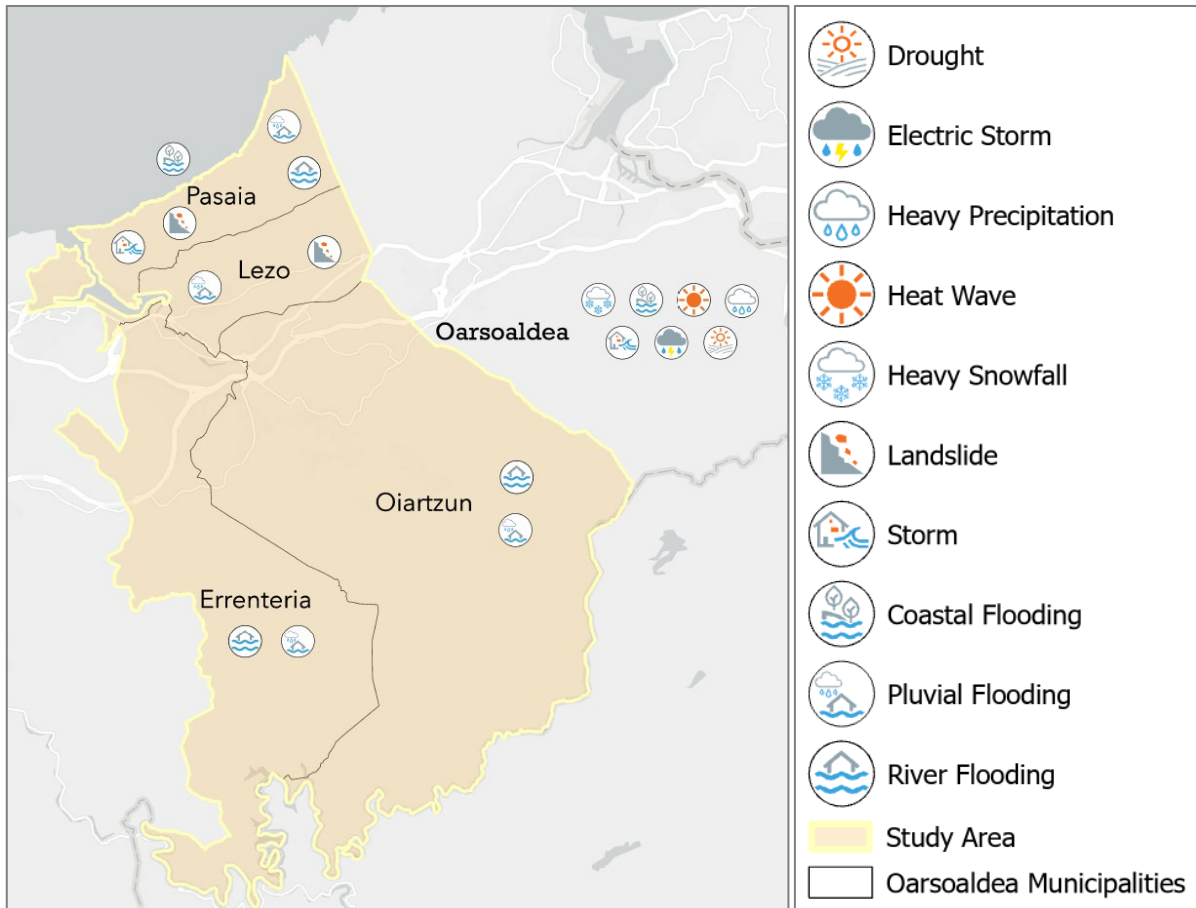 Pasaia
Lezo
Oarsoaldea
Oiartzun
Errenteria
Drought
Electric Storm
Heavy Precipitation
Heat Wave
Heavy Snowfall
Landslide
Storm
Coastal Flooding
Pluvial Flooding
River Flooding
Study Area
Oarsoaldea Municipalities